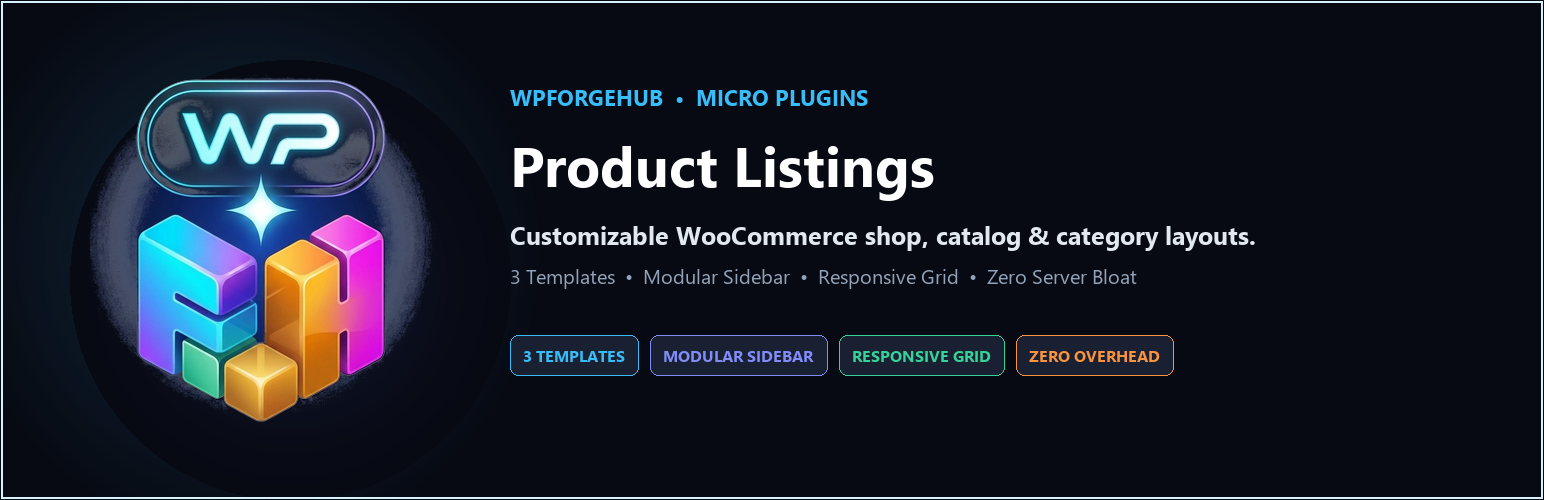 WP
FH
WPFORGEHUB • MICRO PLUGINS
Product Listings
Customizable WooCommerce shop, catalog & category layouts.
3 Templates • Modular Sidebar • Responsive Grid • Zero Server Bloat
3 TEMPLATES
MODULAR SIDEBAR
RESPONSIVE GRID
ZERO OVERHEAD